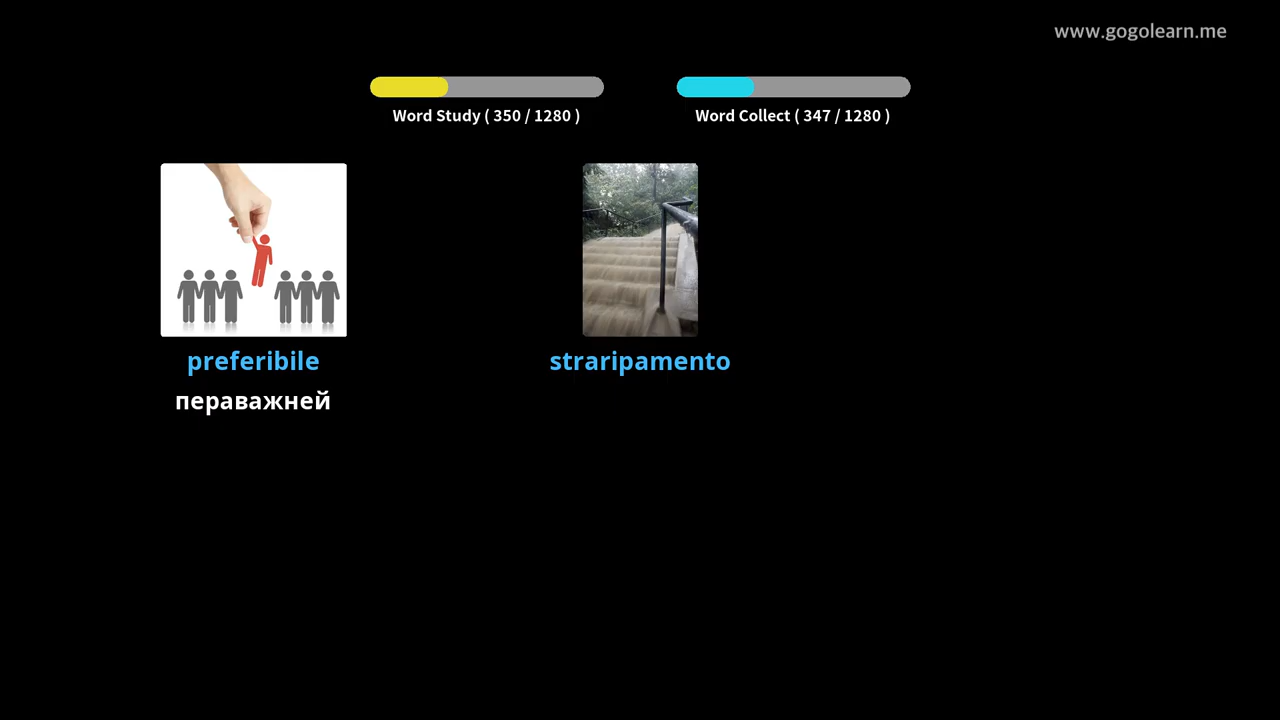 www.gogolearn.me
Word Study ( 350 / 1280 )
Word Collect ( 347 / 1280 )
preferibile
пераважней
straripamento